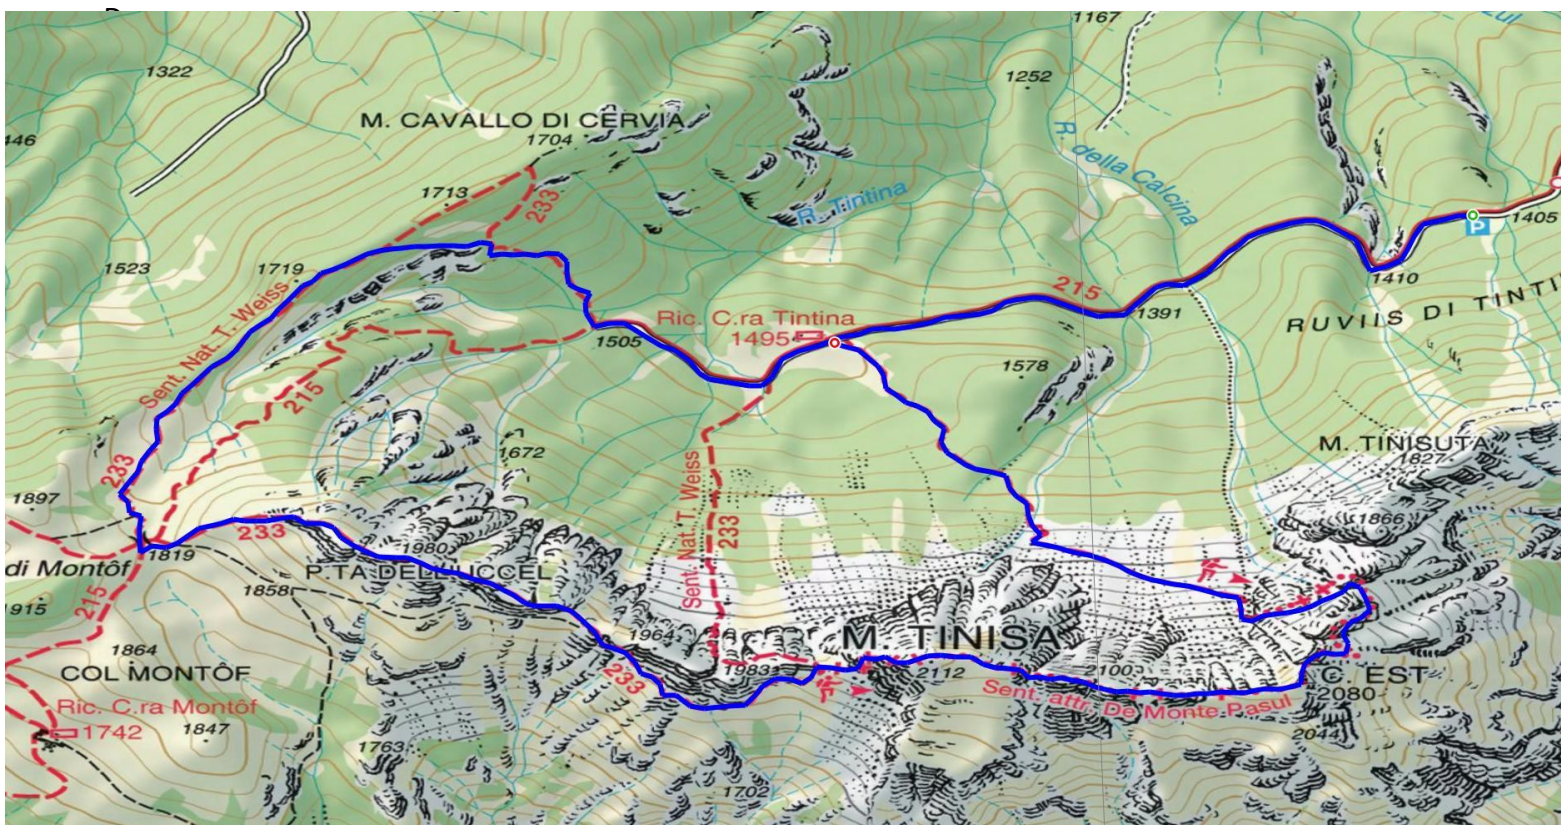 1167
1322
1252
M. CAVALLO DI CERVIA
1704
446
R. della Calcina
1713
233
R. Tintina
1405
P
1523
1719
1410
215
Sent. Nat. T. Weiss
Ric. C.ra Tintina
1495
1391
RUVIIS DI TINTI
1505
1578
215
M. TINISUTA
1827
1672
233
Sent. Nat. T. Weiss
233
1897
1866
233
1819
1980
di Montôf
P.TA DELL'UCCEL
1858
915
215
1964
M. TINISA
1864
COL MONTÔF
233
1983
2112
2100
C. EST
2080
Sent. attr. De Monte Pasul
Ric. C.ra Montôf
1742
1847
2044
1763
1702